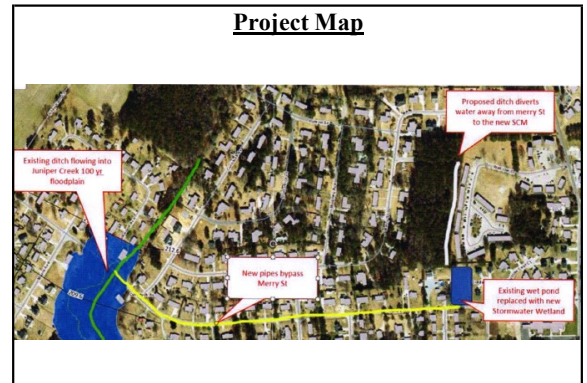 Project Map
Proposed ditch diverts
water away from merry St
to the new SCM
Existing ditch flowing into
Juniper Creek 100 yr
floodplain
New pipes bypass
Merry St
Existing wet pond
replaced with new
Stormwater Wetland